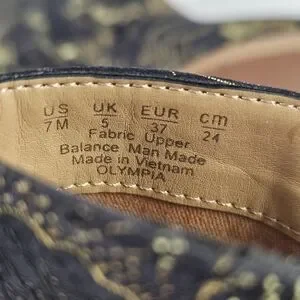 US UK EUR cm
7M 5 37 24
Fabric Upper
Balance Man Made
Made in Vietnam
OLYMPIA